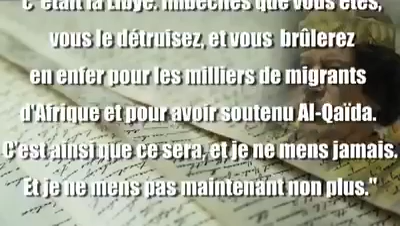 C'était la Libye. Imbéciles que vous êtes,
vous le détruisez, et vous brûlerez
en enfer pour les milliers de migrants
d'Afrique et pour avoir soutenu Al-Qaïda.
C'est ainsi que ce sera, et je ne mens jamais.
Et je ne mens pas maintenant non plus."